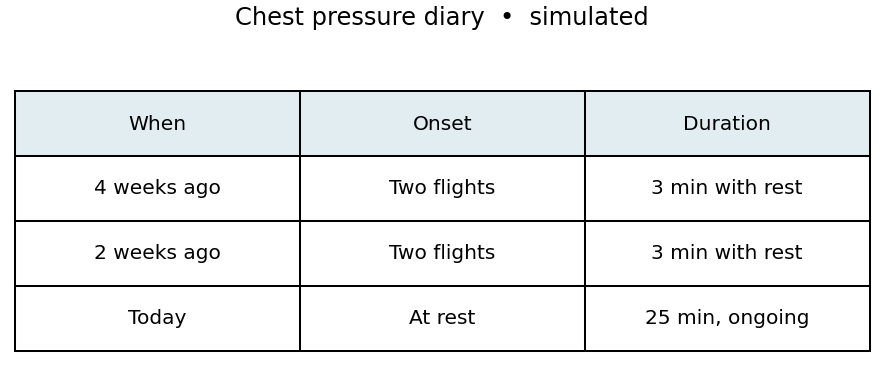 Chest pressure diary • simulated
When Onset Duration
4 weeks ago Two flights 3 min with rest
2 weeks ago Two flights 3 min with rest
Today At rest 25 min, ongoing